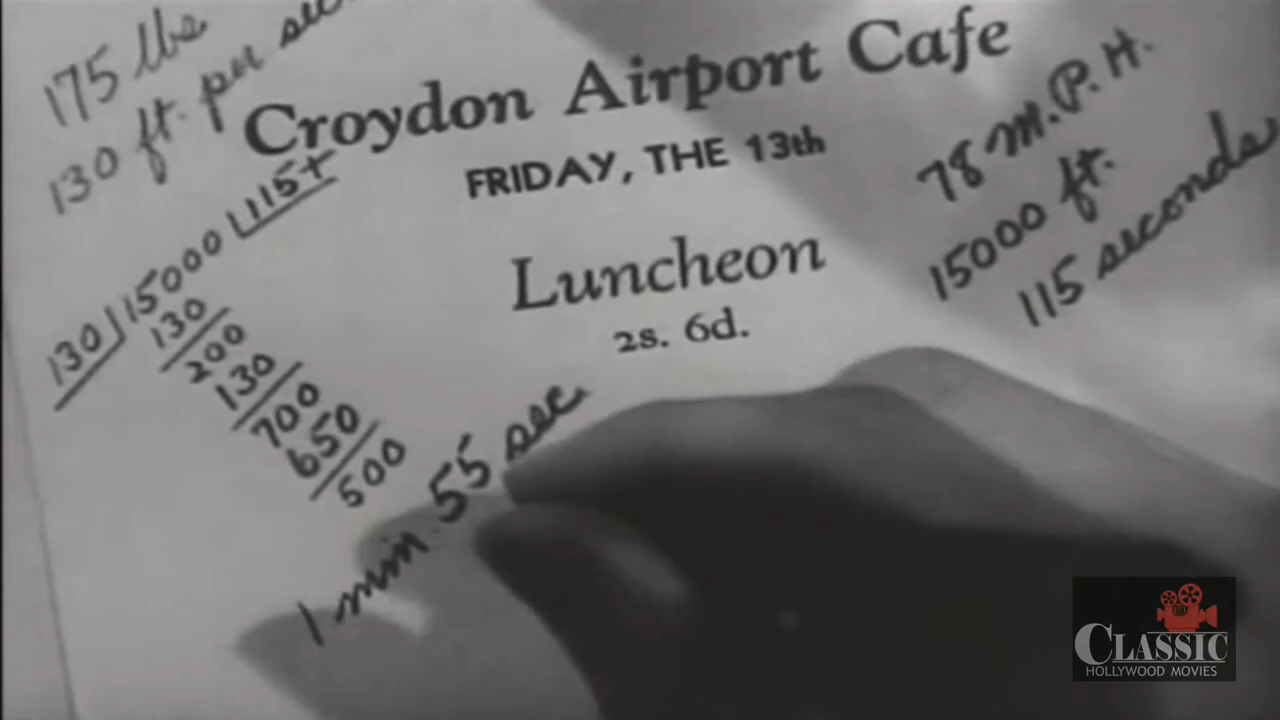 175 lbs
130 ft. per sec
Croydon Airport Cafe
FRIDAY, THE 13th
Luncheon
2s. 6d.
78 M.P.H.
15000 ft.
115 seconds
130 15000 115+
130
200
130
700
650
500
1 min. 55 sec
CLASSIC
HOLLYWOOD MOVIES